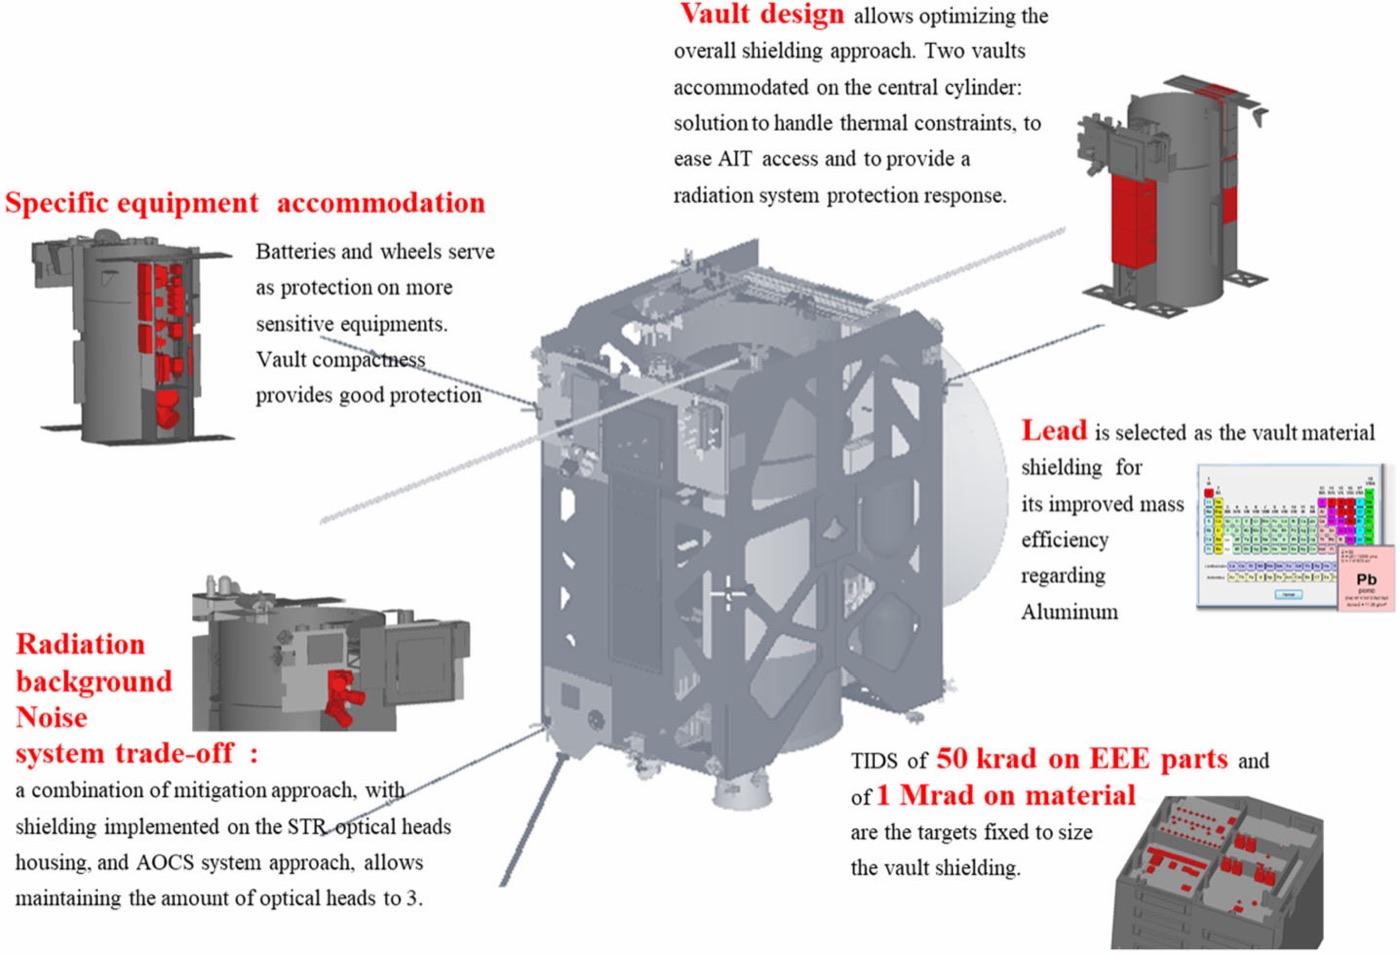 Vault design allows optimizing the
overall shielding approach. Two vaults
accommodated on the central cylinder:
solution to handle thermal constraints, to
ease AIT access and to provide a
radiation system protection response.
Specific equipment accommodation
Batteries and wheels serve
as protection on more
sensitive equipments.
Vault compactness
provides good protection
Lead is selected as the vault material
shielding for
its improved mass
efficiency
regarding
Aluminum
Pb
Radiation
background
Noise
system trade-off :
a combination of mitigation approach, with
shielding implemented on the STR optical heads
housing, and AOCS system approach, allows
maintaining the amount of optical heads to 3.
TIDS of 50 krad on EEE parts and
of 1 Mrad on material
are the targets fixed to size
the vault shielding.